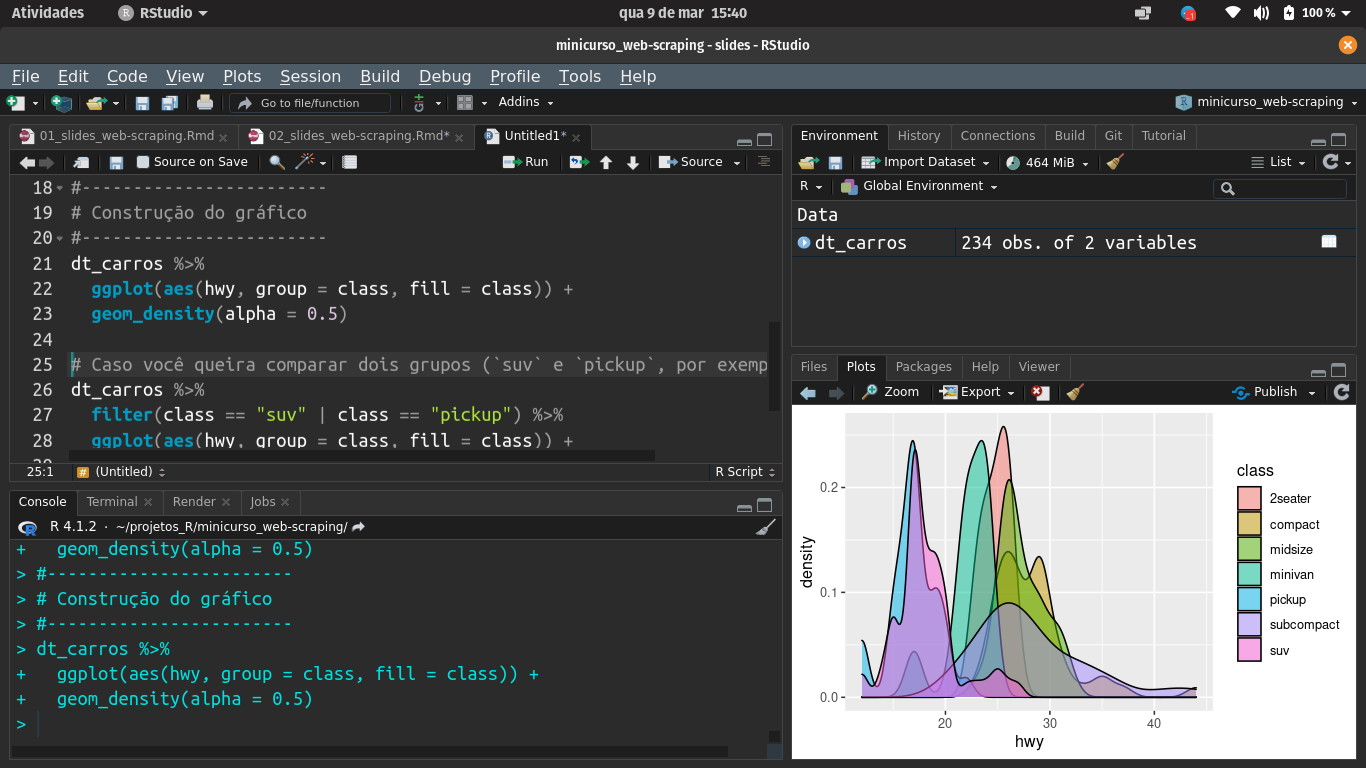 Atividades RStudio qua 9 de mar 15:40 1 100 %
minicurso_web-scraping - slides - RStudio
File Edit Code View Plots Session Build Debug Profile Tools Help
Go to file/function Addins minicurso_web-scraping
01_slides_web-scraping.Rmd 02_slides_web-scraping.Rmd* Untitled1*
Source on Save Run Source
18 #------------------------
19 # Construção do gráfico
20 #------------------------
21 dt_carros %>%
22 ggplot(aes(hwy, group = class, fill = class)) +
23 geom_density(alpha = 0.5)
24
25 # Caso você queira comparar dois grupos (`suv` e `pickup`, por exemp
26 dt_carros %>%
27 filter(class == "suv" | class == "pickup") %>%
28 ggplot(aes(hwy, group = class, fill = class)) +
25:1 # (Untitled) R Script
Console Terminal Render Jobs
R 4.1.2 · ~/projetos_R/minicurso_web-scraping/
+ geom_density(alpha = 0.5)
> #------------------------
> # Construção do gráfico
> #------------------------
> dt_carros %>%
+ ggplot(aes(hwy, group = class, fill = class)) +
+ geom_density(alpha = 0.5)
>
Environment History Connections Build Git Tutorial
Import Dataset 464 MiB List
R Global Environment
Data
dt_carros 234 obs. of 2 variables
Files Plots Packages Help Viewer
Zoom Export Publish
density
0.2
0.1
0.0
20 30 40
hwy
class
2seater
compact
midsize
minivan
pickup
subcompact
suv